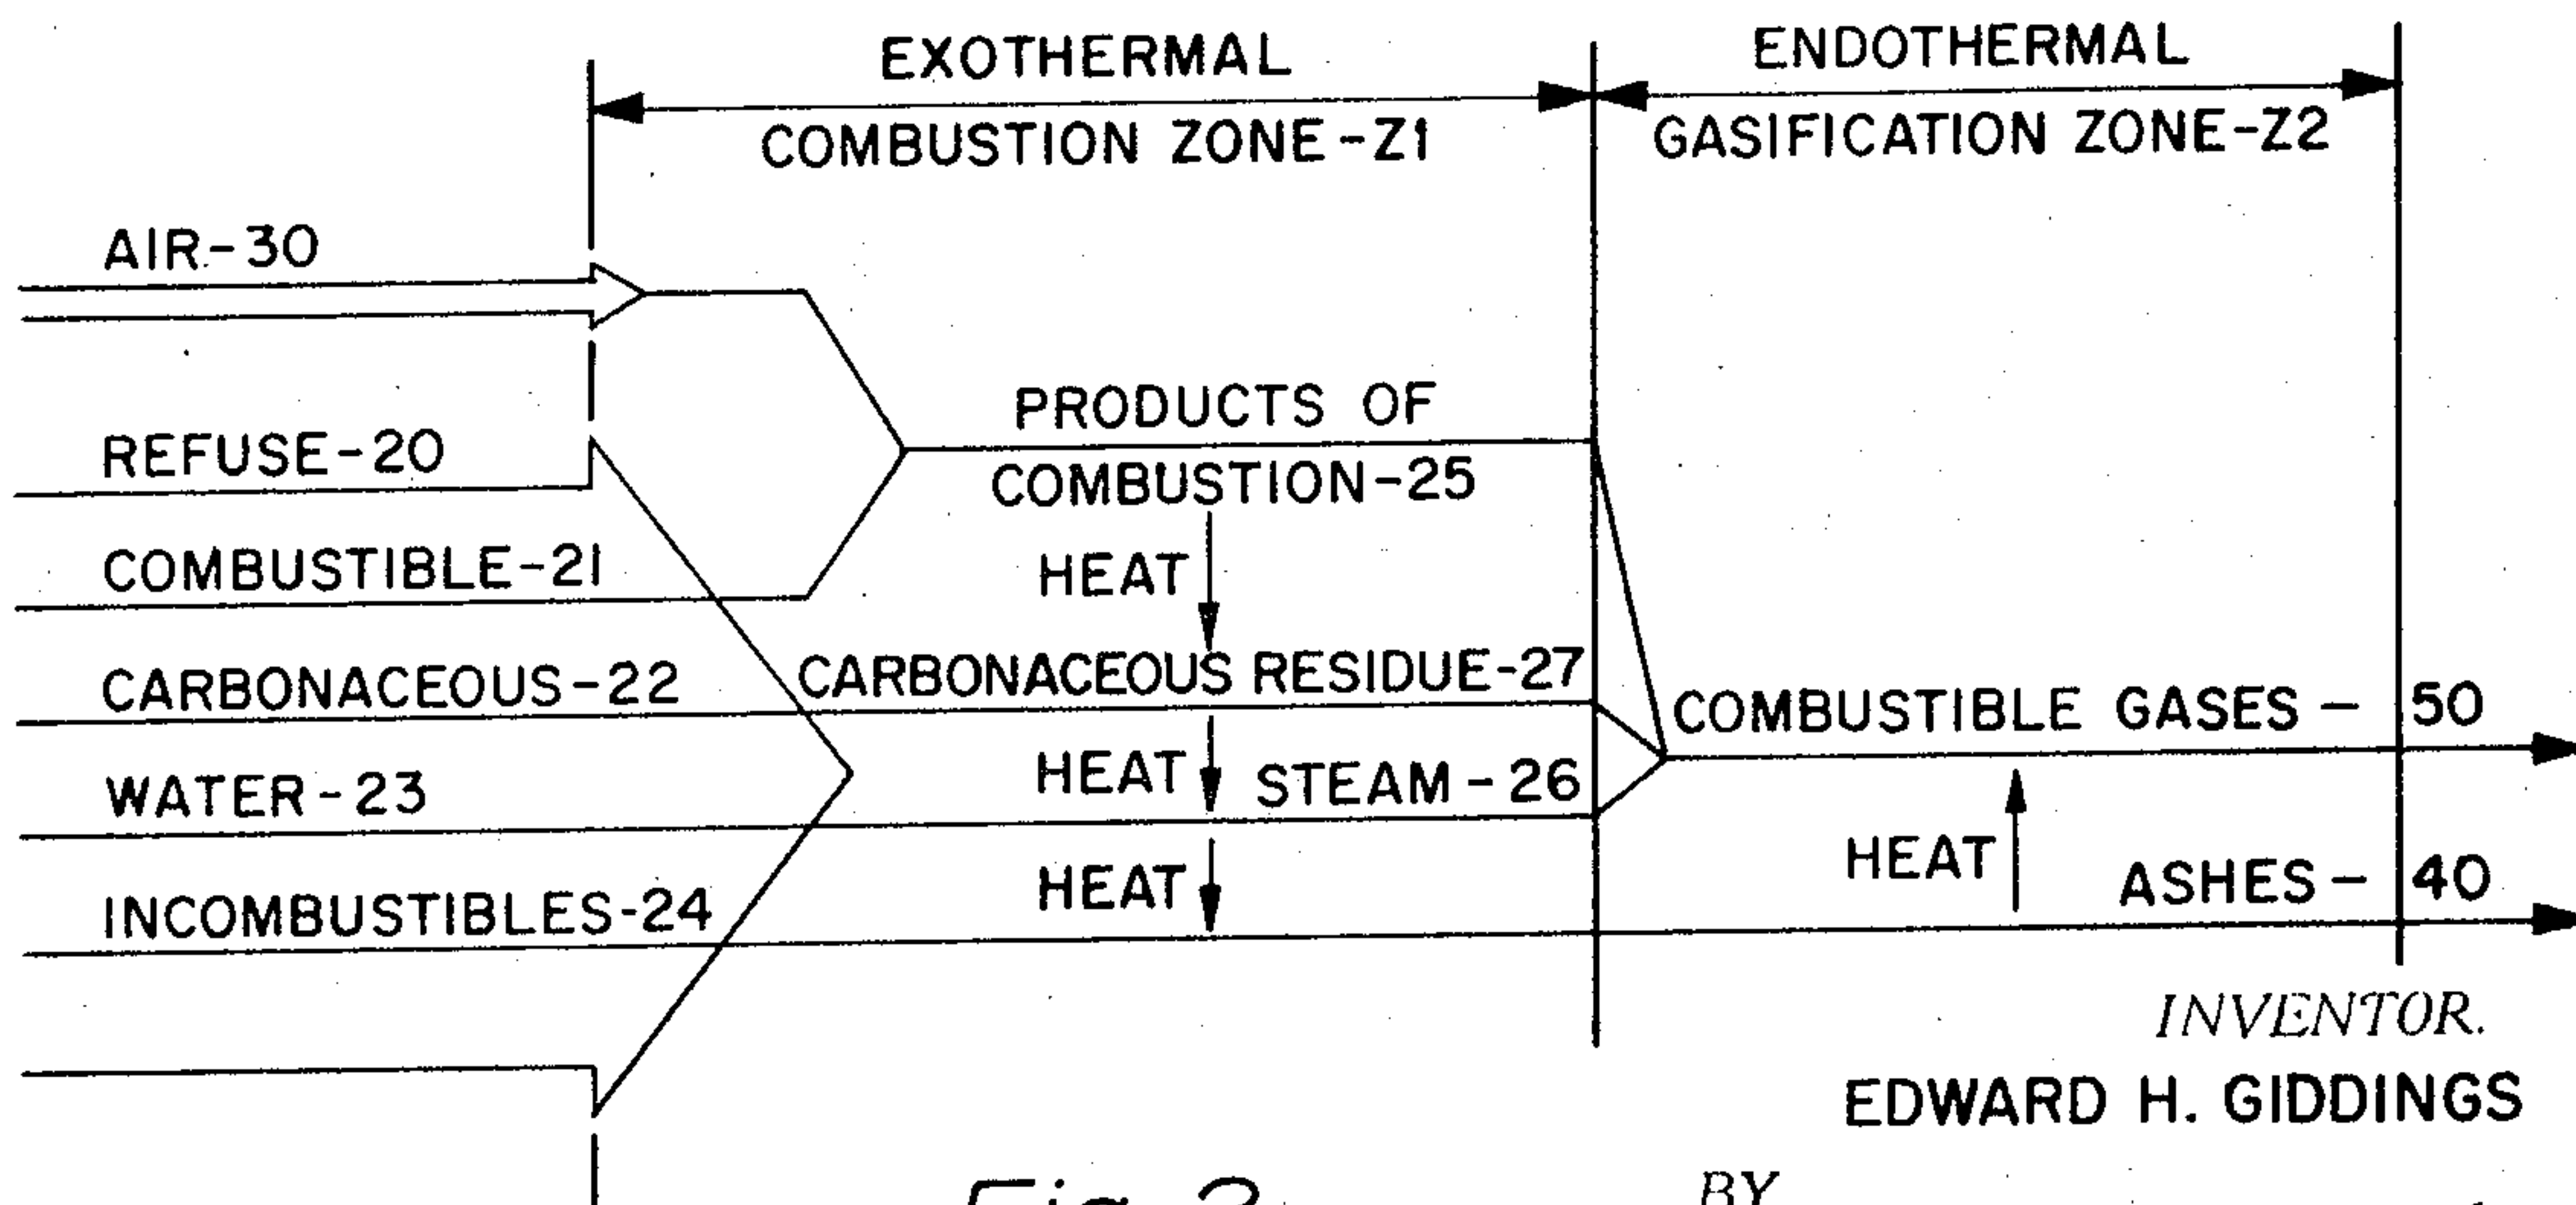 EXOTHERMAL
COMBUSTION ZONE-Z1
ENDOTHERMAL
GASIFICATION ZONE-Z2
AIR-30
REFUSE-20
COMBUSTIBLE-21
CARBONACEOUS-22
WATER-23
INCOMBUSTIBLES-24
PRODUCTS OF
COMBUSTION-25
HEAT
CARBONACEOUS RESIDUE-27
HEAT
STEAM-26
HEAT
COMBUSTIBLE GASES-50
HEAT
ASHES-40
INVENTOR.
EDWARD H. GIDDINGS
BY